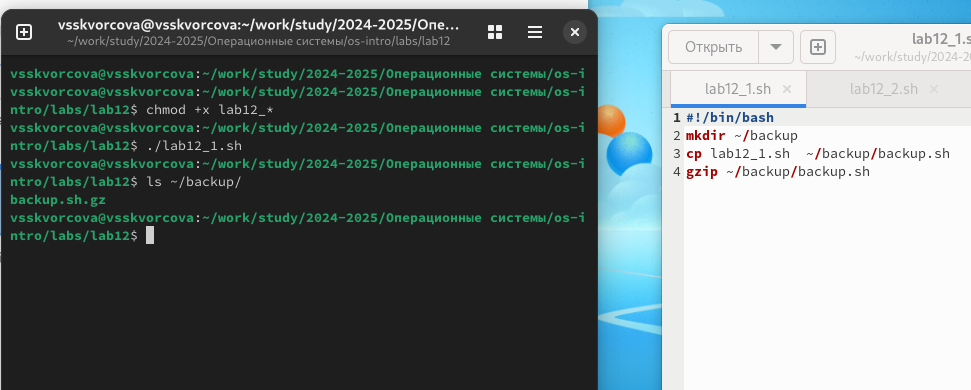 vsskvorcova@vsskvorcova:~/work/study/2024-2025/Опе...
~/work/study/2024-2025/Операционные системы/os-intro/labs/lab12
vsskvorcova@vsskvorcova:~/work/study/2024-2025/Операционные системы/os-i
vsskvorcova@vsskvorcova:~/work/study/2024-2025/Операционные системы/os-i
ntro/labs/lab12$ chmod +x lab12_*
vsskvorcova@vsskvorcova:~/work/study/2024-2025/Операционные системы/os-i
ntro/labs/lab12$ ./lab12_1.sh
vsskvorcova@vsskvorcova:~/work/study/2024-2025/Операционные системы/os-i
ntro/labs/lab12$ ls ~/backup/
backup.sh.gz
vsskvorcova@vsskvorcova:~/work/study/2024-2025/Операционные системы/os-i
ntro/labs/lab12$
Открыть
lab12_1.s
~/work/study/2024-20
lab12_1.sh
lab12_2.sh
1 #!/bin/bash
2 mkdir ~/backup
3 cp lab12_1.sh  ~/backup/backup.sh
4 gzip ~/backup/backup.sh